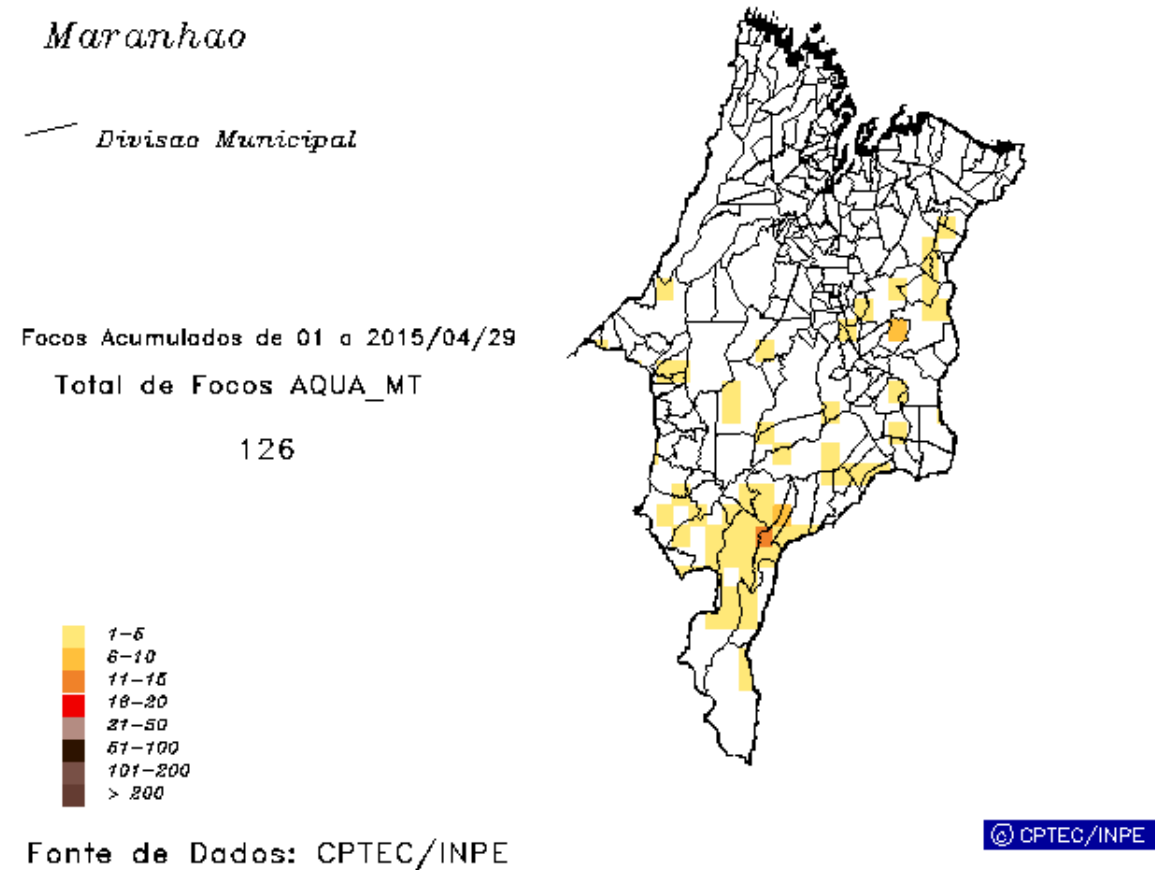 Maranhao
Divisao Municipal
Focos Acumulados de 01 a 2015/04/29
Total de Focos AQUA_MT
126
1-5
6-10
11-15
16-20
21-50
51-100
101-200
> 200
Fonte de Dados: CPTEC/INPE
© CPTEC/INPE